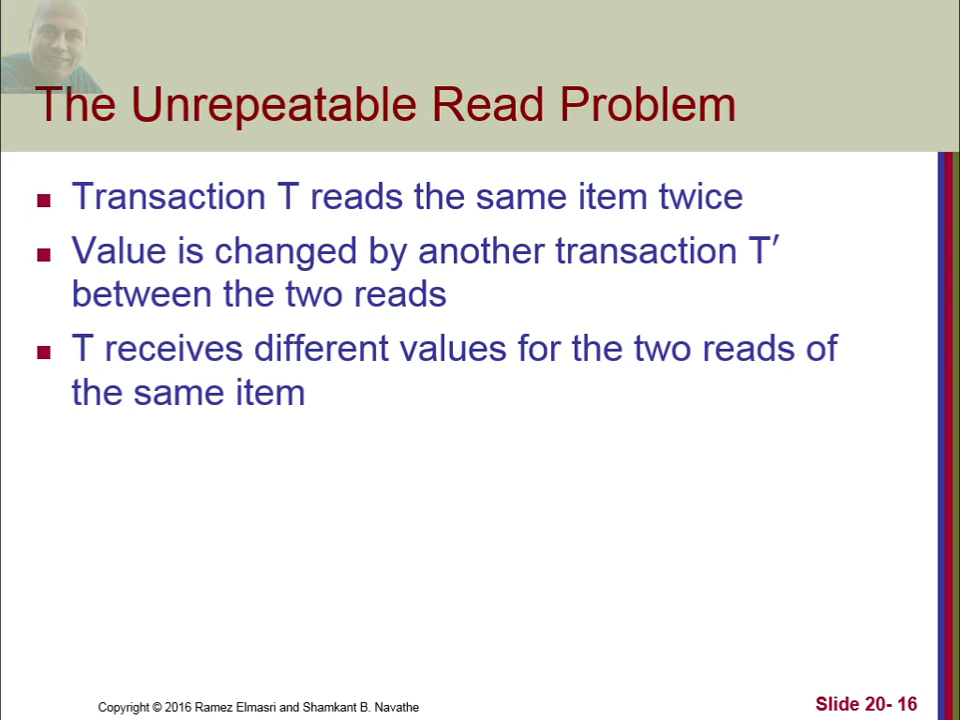 The Unrepeatable Read Problem
Transaction T reads the same item twice
Value is changed by another transaction T′
between the two reads
T receives different values for the two reads of
the same item
Copyright © 2016 Ramez Elmasri and Shamkant B. Navathe
Slide 20- 16